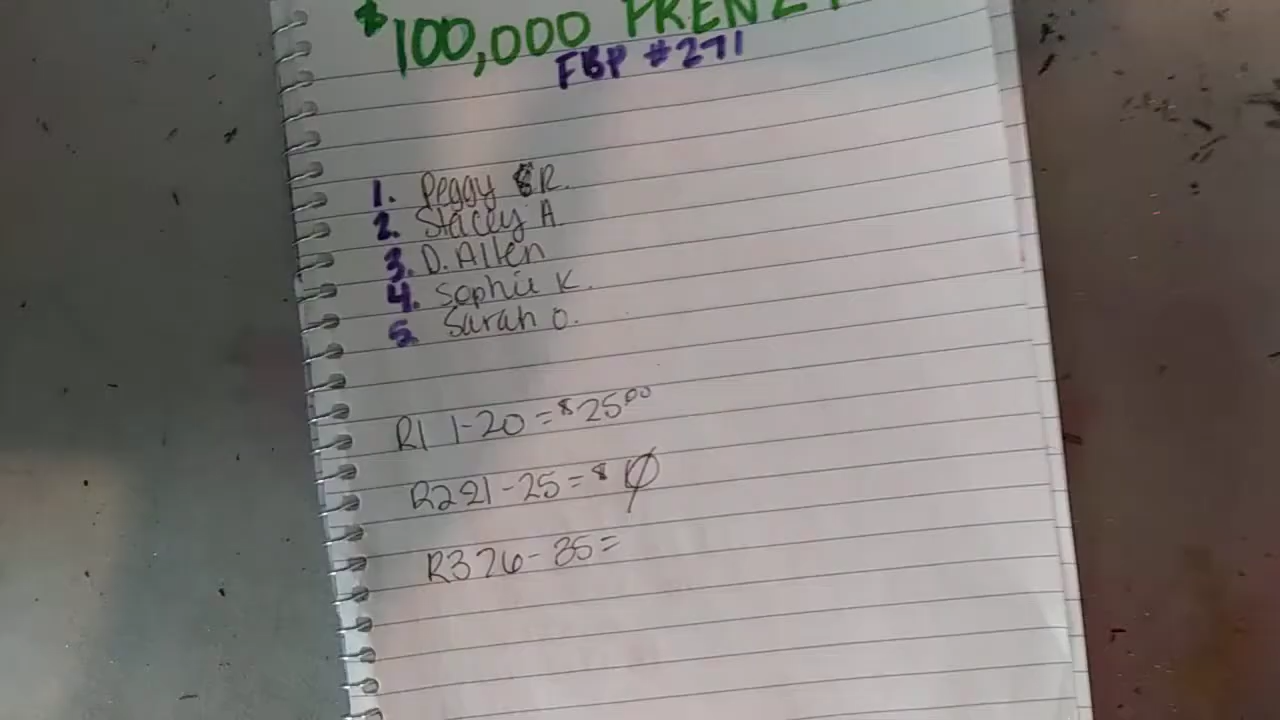 $100,000 FRENZY
FBP #271
1. Peggy R.
2. Stacey A.
3. D. Allen
4. Sophie K.
5. Sarah O.
R1 1-20 = $25.00
R2 21-25 = $ 0
R3 26-35 =